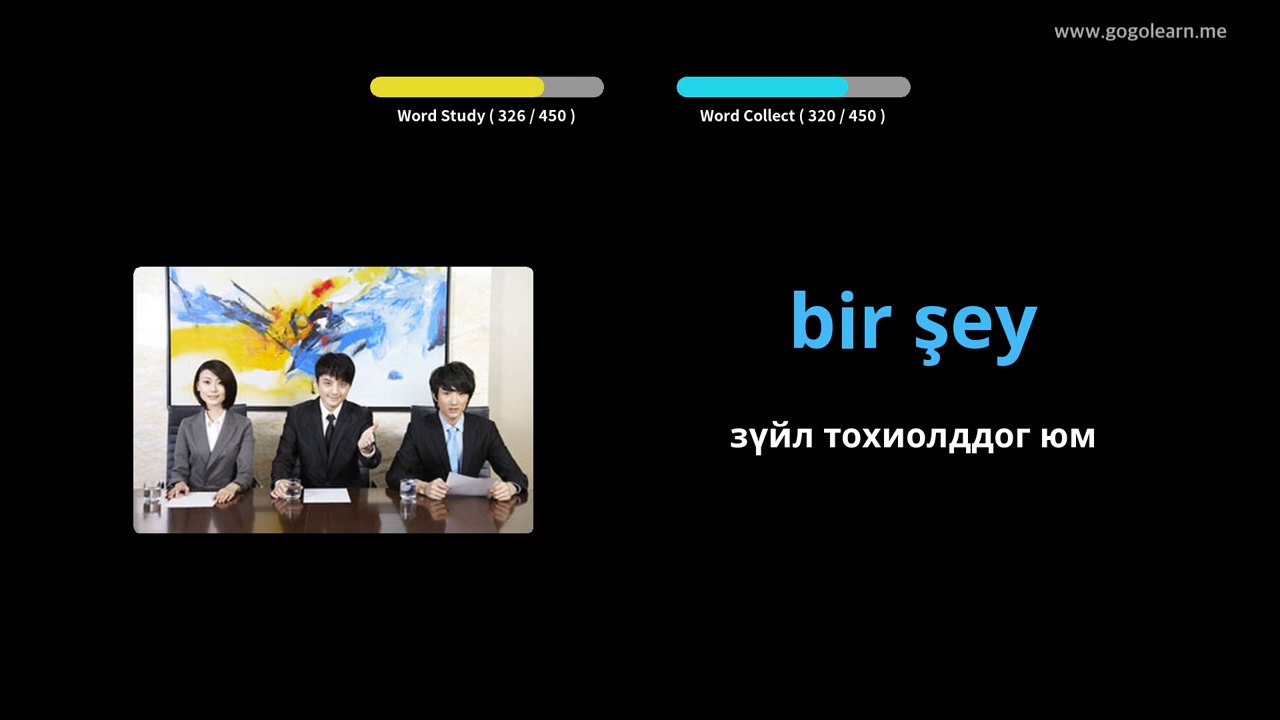 www.gogolearn.me
Word Study ( 326 / 450 )
Word Collect ( 320 / 450 )
bir şey
зүйл тохиолддог юм